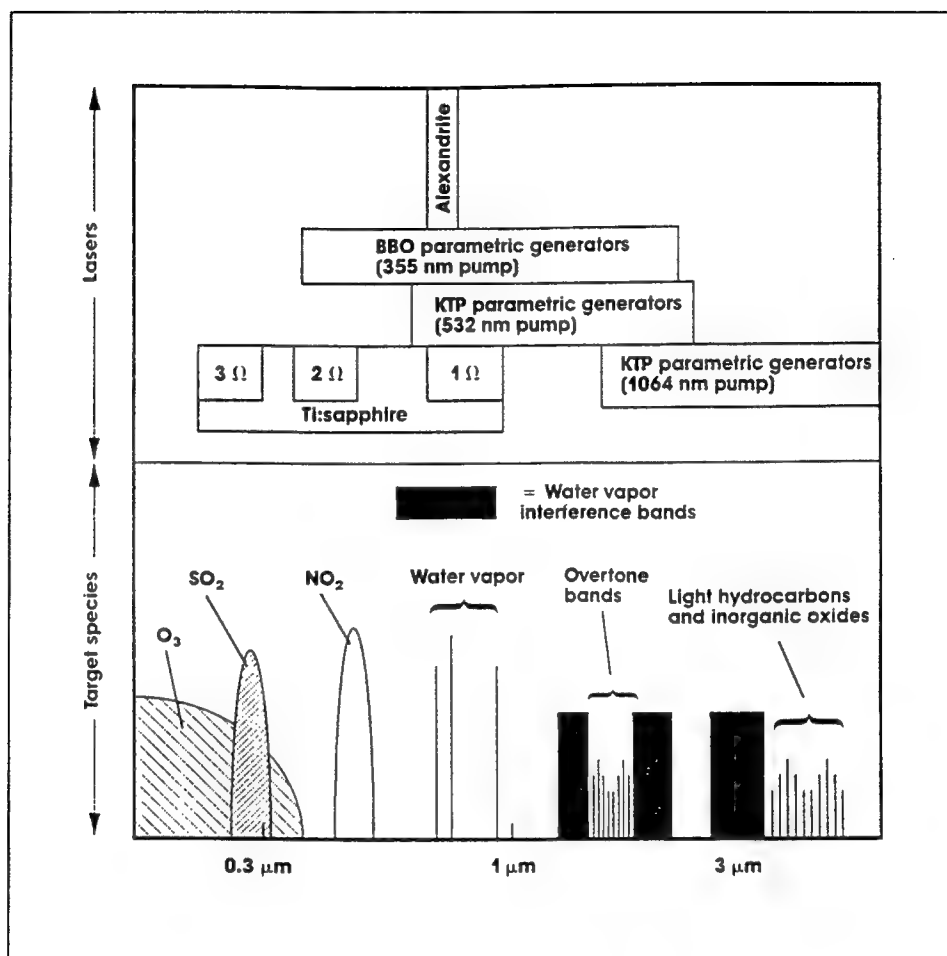 Lasers
Alexandrite
BBO parametric generators
(355 nm pump)
KTP parametric generators
(532 nm pump)
KTP parametric generators
(1064 nm pump)
3 Ω
2 Ω
1 Ω
Ti:sapphire
Target species
= Water vapor
interference bands
SO₂
NO₂
Water vapor
Overtone
bands
Light hydrocarbons
and inorganic oxides
O₃
0.3 μm
1 μm
3 μm